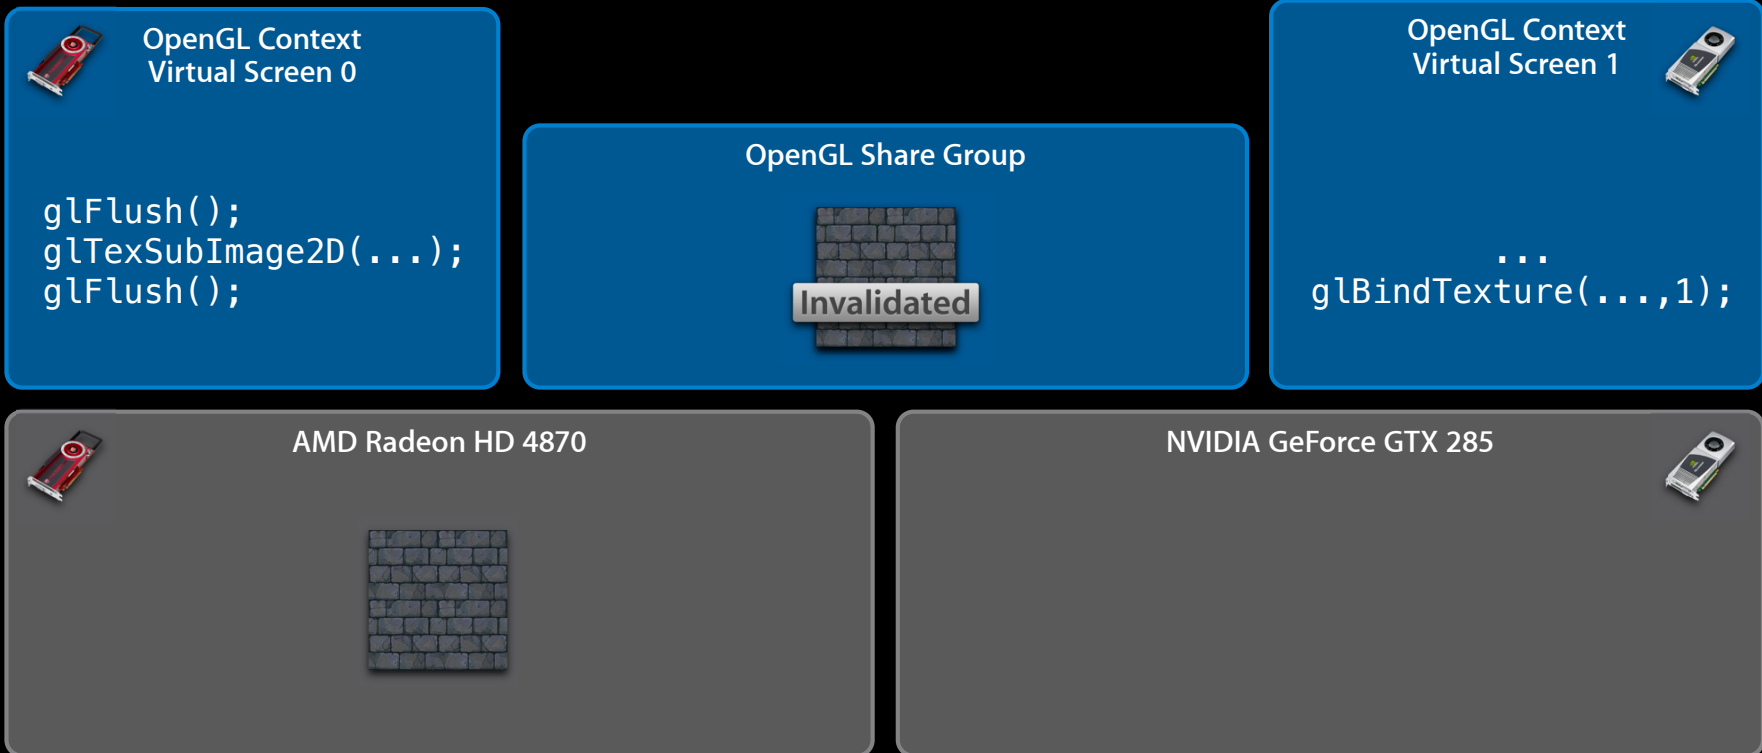 OpenGL Context
Virtual Screen 0
glFlush();
glTexSubImage2D(...);
glFlush();
OpenGL Share Group
Invalidated
OpenGL Context
Virtual Screen 1
...
glBindTexture(...,1);
AMD Radeon HD 4870
NVIDIA GeForce GTX 285